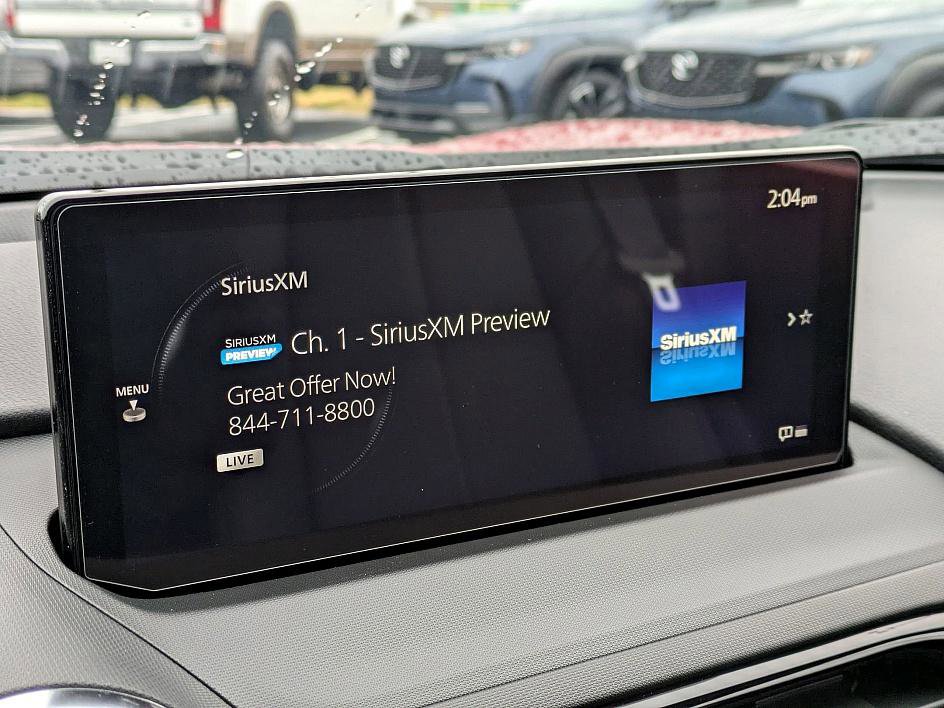 2:04pm
SiriusXM
SIRIUSXM
PREVIEW
Ch. 1 - SiriusXM Preview
SiriusXM
MENU
Great Offer Now!
844-711-8800
LIVE